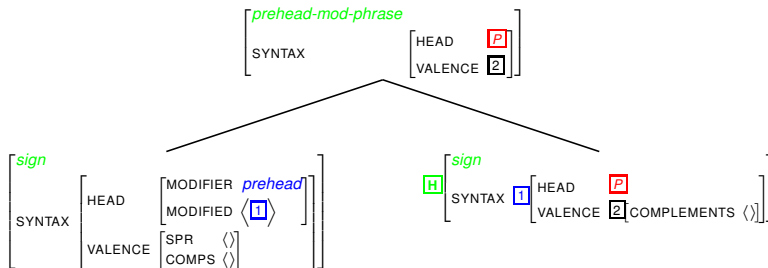 prehead-mod-phrase
SYNTAX
HEAD P
VALENCE 2
sign
SYNTAX
HEAD
MODIFIER prehead
MODIFIED ⟨ 1 ⟩
VALENCE
SPR ⟨⟩
COMPS ⟨⟩
H
sign
SYNTAX 1
HEAD P
VALENCE 2 [COMPLEMENTS ⟨⟩]